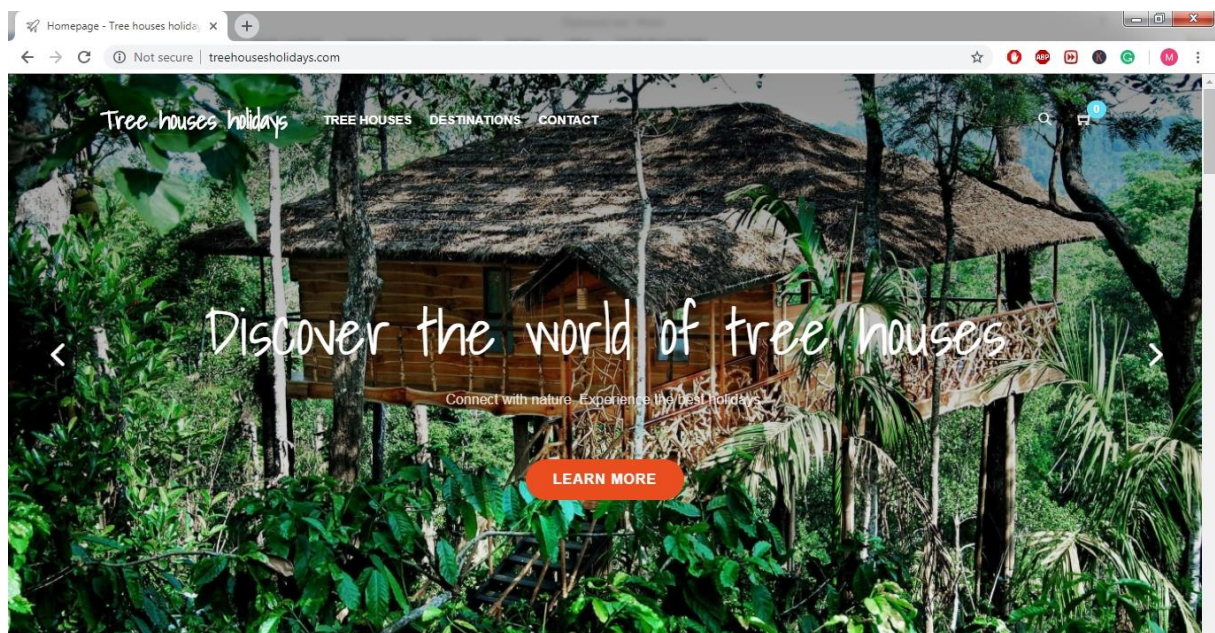 Homepage - Tree houses holiday
Not secure | treehousesholidays.com
ABP
K
G
M
Tree houses holidays
TREE HOUSES DESTINATIONS CONTACT
0
Discover the world of tree houses
Connect with nature. Experience the best holidays.
LEARN MORE